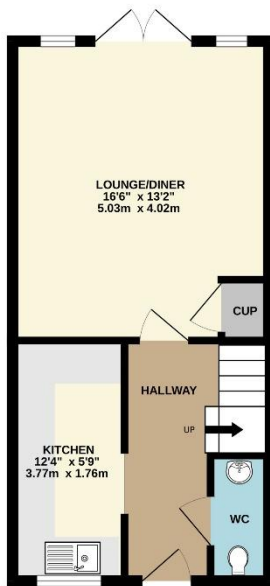 LOUNGE/DINER
16'6" x 13'2"
5.03m x 4.02m
CUP
HALLWAY
UP
KITCHEN
12'4" x 5'9"
3.77m x 1.76m
WC